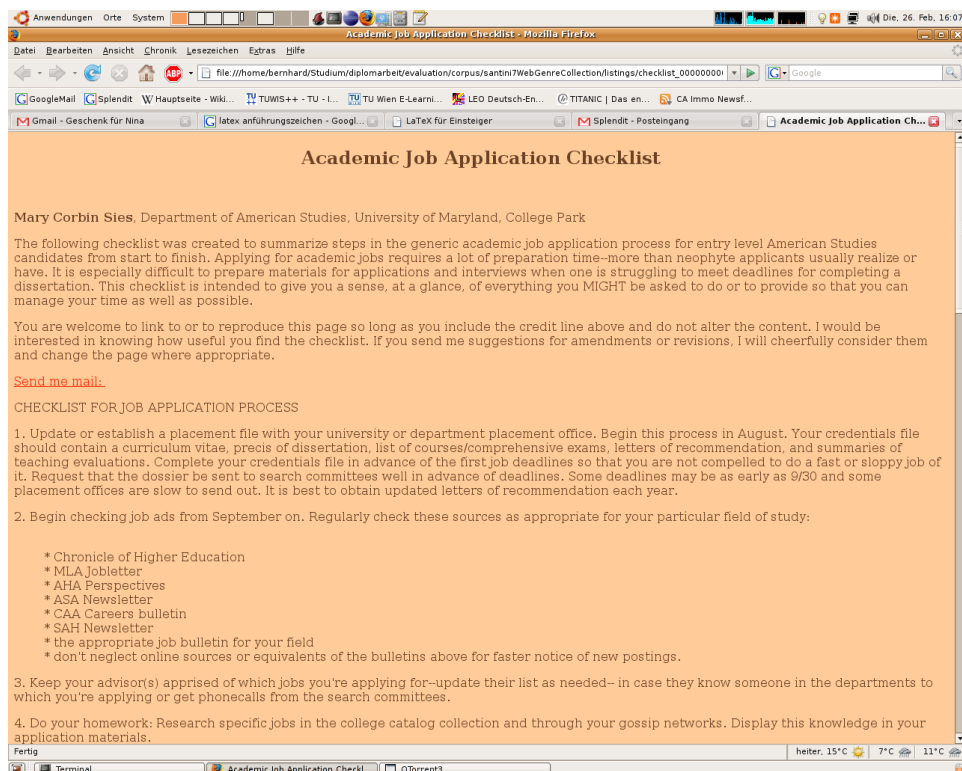 Anwendungen Orte System Die, 26. Feb, 16:07
Academic Job Application Checklist - Mozilla Firefox
Datei Bearbeiten Ansicht Chronik Lesezeichen Extras Hilfe
ABP file:///home/bernhard/Studium/diplomarbeit/evaluation/corpus/santini7WebGenreCollection/listings/checklist_00000000 Google
GoogleMail Splendit Hauptseite - Wiki... TUWIS++ - TU - I... TU Wien E-Learni... LEO Deutsch-En... TITANIC | Das en... CA Immo Newsf...
Gmail - Geschenk für Nina latex anführungszeichen - Googl... LaTeX für Einsteiger Splendit - Posteingang Academic Job Application Ch...
Academic Job Application Checklist
Mary Corbin Sies, Department of American Studies, University of Maryland, College Park
The following checklist was created to summarize steps in the generic academic job application process for entry level American Studies
candidates from start to finish. Applying for academic jobs requires a lot of preparation time--more than neophyte applicants usually realize or
have. It is especially difficult to prepare materials for applications and interviews when one is struggling to meet deadlines for completing a
dissertation. This checklist is intended to give you a sense, at a glance, of everything you MIGHT be asked to do or to provide so that you can
manage your time as well as possible.
You are welcome to link to or to reproduce this page so long as you include the credit line above and do not alter the content. I would be
interested in knowing how useful you find the checklist. If you send me suggestions for amendments or revisions, I will cheerfully consider them
and change the page where appropriate.
Send me mail:
CHECKLIST FOR JOB APPLICATION PROCESS
1. Update or establish a placement file with your university or department placement office. Begin this process in August. Your credentials file
should contain a curriculum vitae, precis of dissertation, list of courses/comprehensive exams, letters of recommendation, and summaries of
teaching evaluations. Complete your credentials file in advance of the first job deadlines so that you are not compelled to do a fast or sloppy job of
it. Request that the dossier be sent to search committees well in advance of deadlines. Some deadlines may be as early as 9/30 and some
placement offices are slow to send out. It is best to obtain updated letters of recommendation each year.
2. Begin checking job ads from September on. Regularly check these sources as appropriate for your particular field of study:
* Chronicle of Higher Education
* MLA Jobletter
* AHA Perspectives
* ASA Newsletter
* CAA Careers bulletin
* SAH Newsletter
* the appropriate job bulletin for your field
* don't neglect online sources or equivalents of the bulletins above for faster notice of new postings.
3. Keep your advisor(s) apprised of which jobs you're applying for--update their list as needed-- in case they know someone in the departments to
which you're applying or get phonecalls from the search committees.
4. Do your homework: Research specific jobs in the college catalog collection and through your gossip networks. Display this knowledge in your
application materials.
Fertig heiter, 15°C 7°C 11°C
Terminal Academic Job Application Checkl... QTorrent3